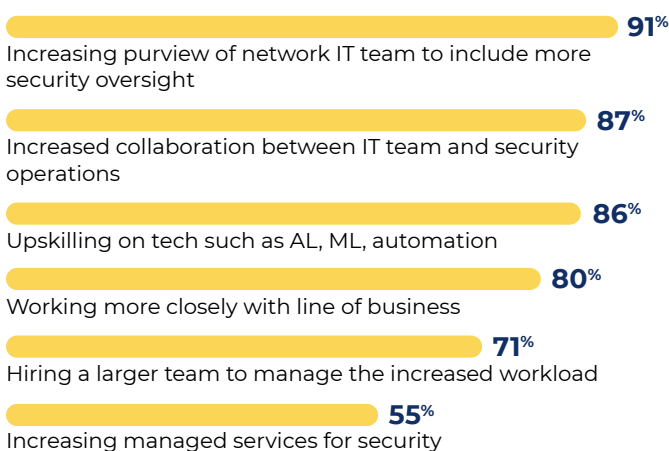 91%
Increasing purview of network IT team to include more
security oversight
87%
Increased collaboration between IT team and security
operations
86%
Upskilling on tech such as AL, ML, automation
80%
Working more closely with line of business
71%
Hiring a larger team to manage the increased workload
55%
Increasing managed services for security